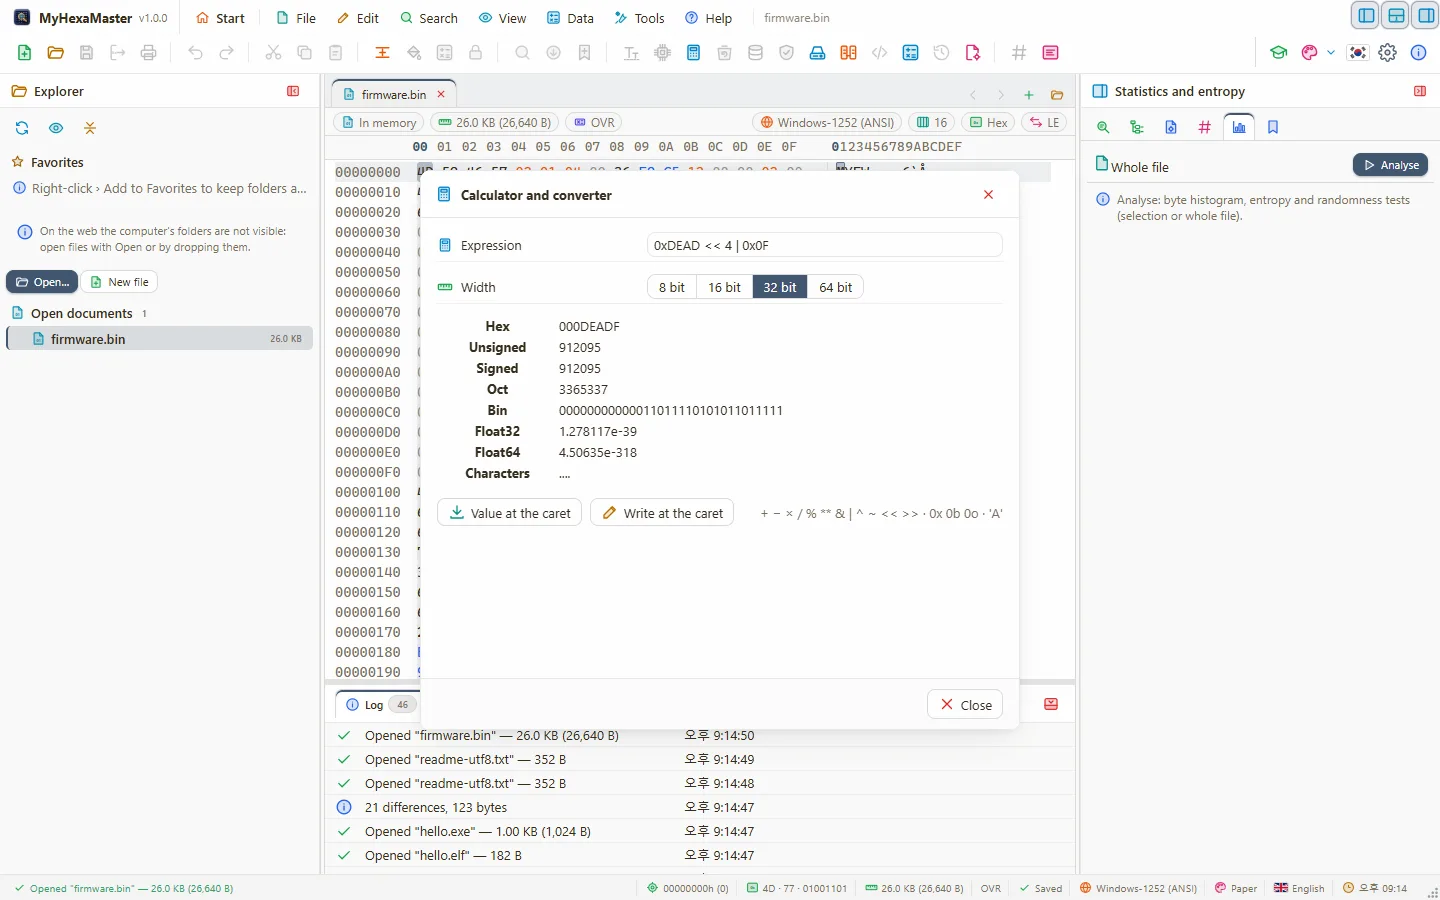 MyHexaMaster v1.0.0 Start File Edit Search View Data Tools Help firmware.bin
Explorer
Favorites
Right-click › Add to Favorites to keep folders a...
On the web the computer's folders are not visible:
open files with Open or by dropping them.
Open... New file
Open documents 1
firmware.bin 26.0 KB
firmware.bin
In memory 26.0 KB (26,640 B) OVR Windows-1252 (ANSI) 16 Hex LE
00 01 02 03 04 05 06 07 08 09 0A 0B 0C 0D 0E 0F 0123456789ABCDEF
00000000
00000010
00000020
00000030
00000040
00000050
00000060
00000070
00000080
00000090
000000A0
000000B0
000000C0
000000D0
000000E0
000000F0
00000100
00000110
00000120
00000130
00000140
00000150
00000160
00000170
00000180
00000190
Calculator and converter
Expression 0xDEAD << 4 | 0x0F
Width 8 bit 16 bit 32 bit 64 bit
Hex 000DEADF
Unsigned 912095
Signed 912095
Oct 3365337
Bin 00000000000011011110101011011111
Float32 1.278117e-39
Float64 4.50635e-318
Characters ....
Value at the caret Write at the caret + − × / % ** & | ^ ~ << >> · 0x 0b 0o · 'A'
Close
Log 46
Opened "firmware.bin" — 26.0 KB (26,640 B) 오후 9:14:50
Opened "readme-utf8.txt" — 352 B 오후 9:14:49
Opened "readme-utf8.txt" — 352 B 오후 9:14:48
21 differences, 123 bytes 오후 9:14:47
Opened "hello.exe" — 1.00 KB (1,024 B) 오후 9:14:47
Opened "hello.elf" — 182 B 오후 9:14:47
Statistics and entropy
Whole file Analyse
Analyse: byte histogram, entropy and randomness tests
(selection or whole file).
Opened "firmware.bin" — 26.0 KB (26,640 B) 00000000h (0) 4D · 77 · 01001101 26.0 KB (26,640 B) OVR Saved Windows-1252 (ANSI) Paper English 오후 09:14